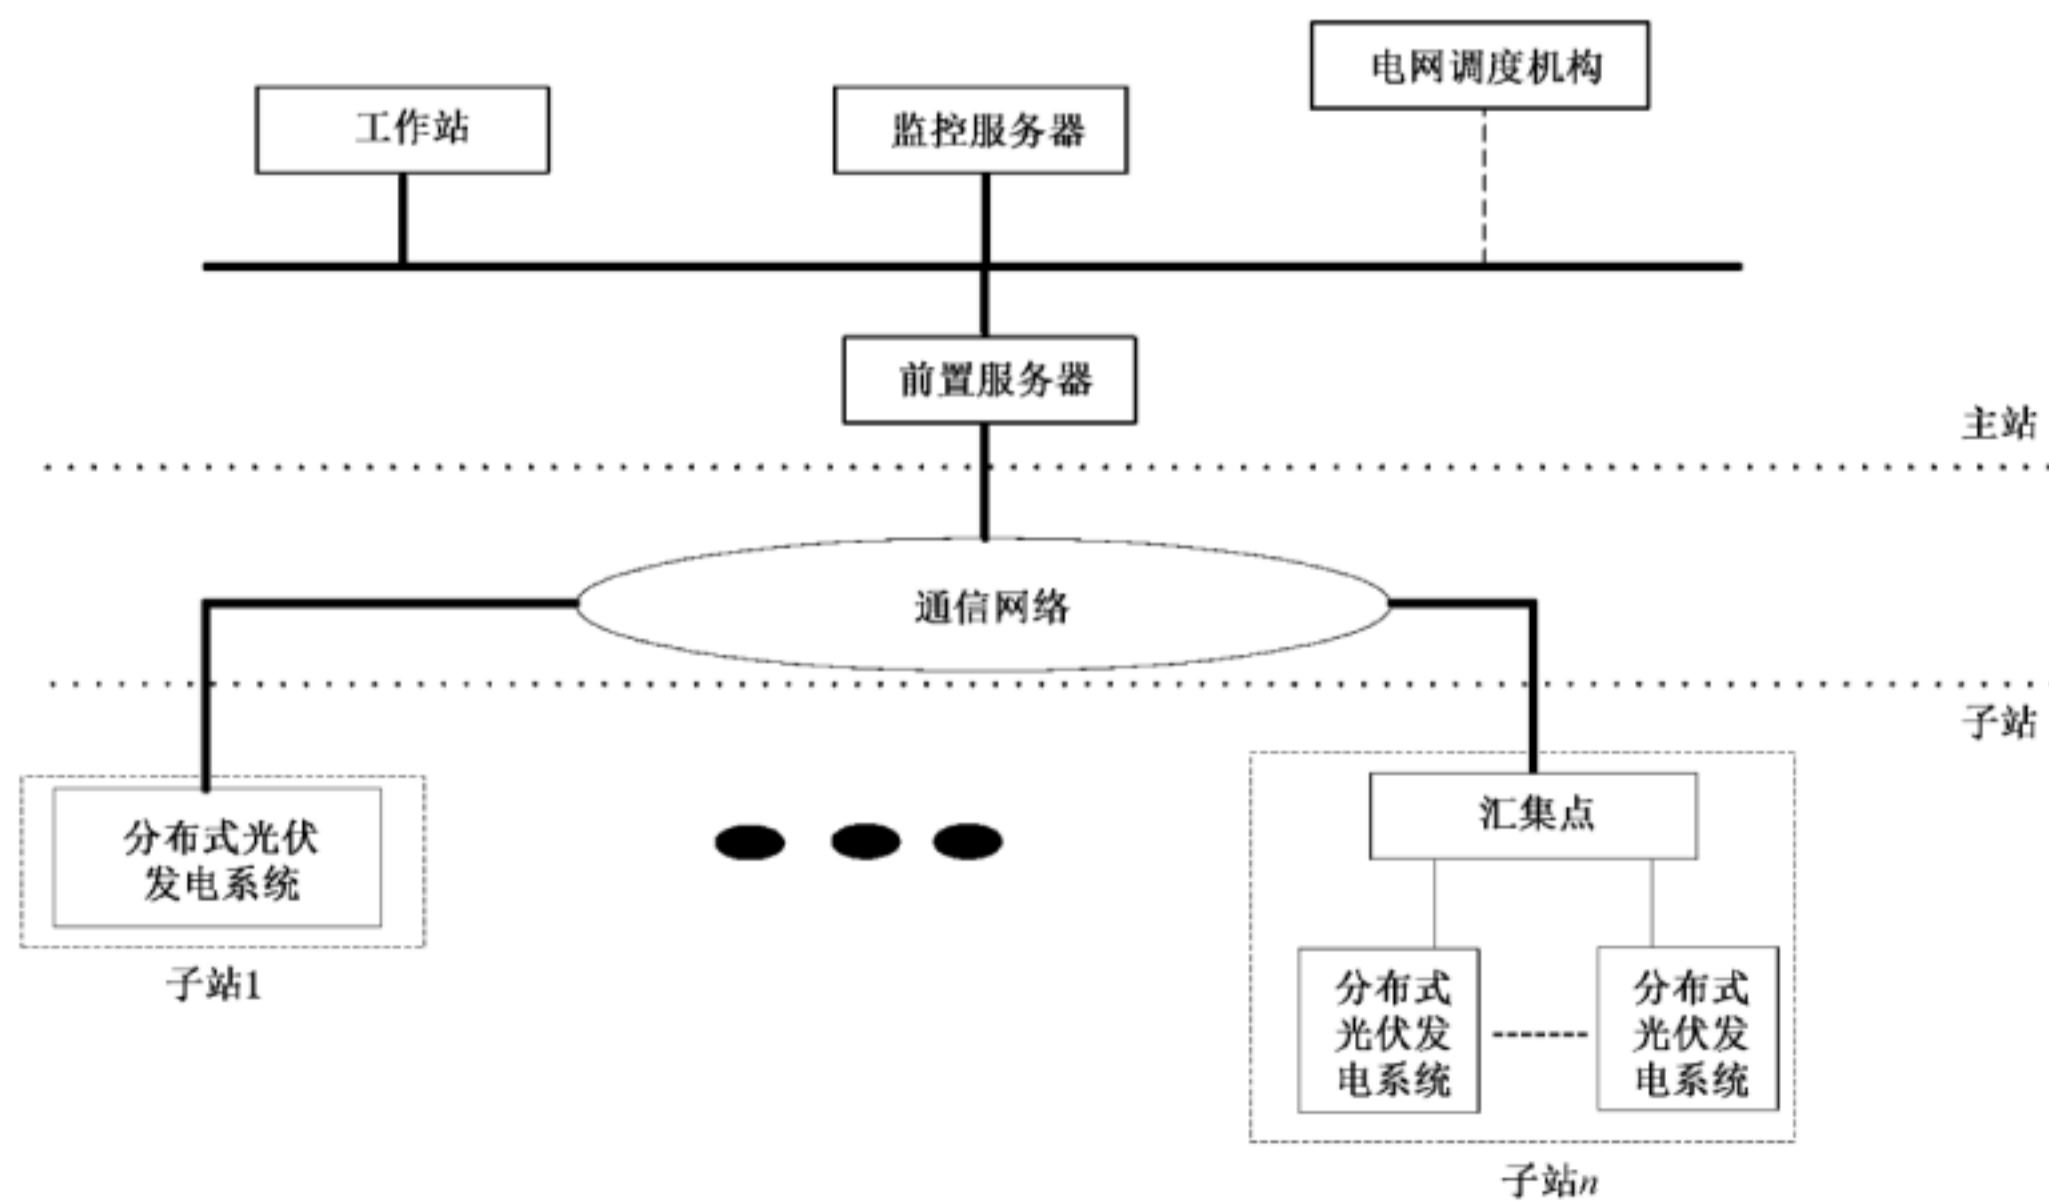 电网调度机构
工作站
监控服务器
前置服务器
主站
通信网络
子站
分布式光伏
发电系统
子站1
汇集点
分布式
光伏发
电系统
分布式
光伏发
电系统
子站n